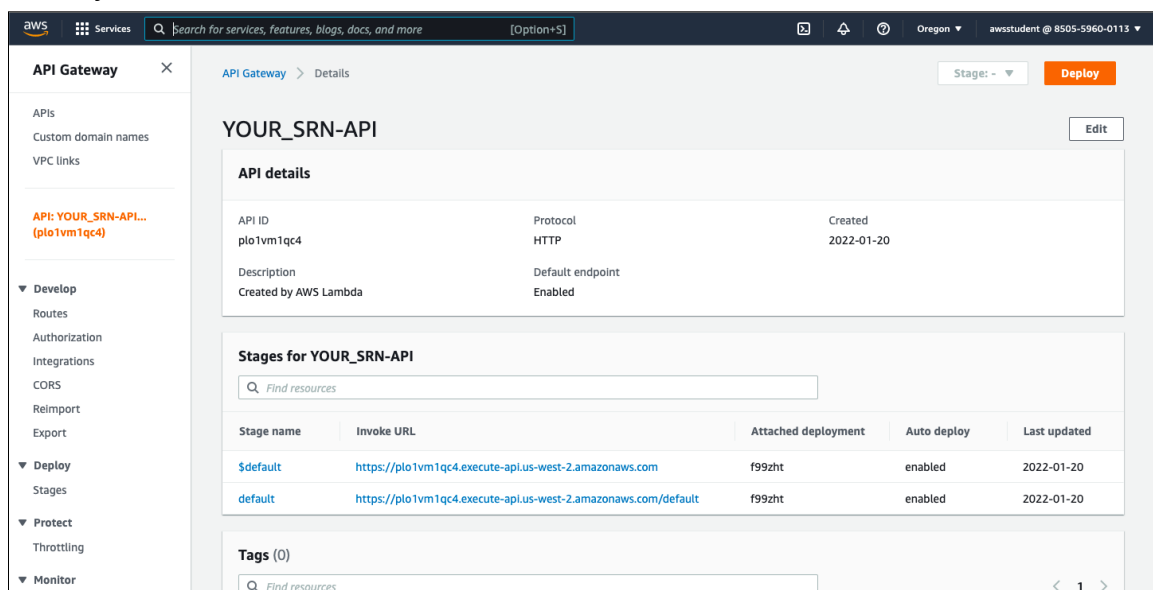 aws Services Search for services, features, blogs, docs, and more [Option+S] Oregon ▼ awsstudent @ 8505-5960-0113 ▼
API Gateway
APIs
Custom domain names
VPC links
API: YOUR_SRN-API...
(plo1vm1qc4)
▼ Develop
Routes
Authorization
Integrations
CORS
Reimport
Export
▼ Deploy
Stages
▼ Protect
Throttling
▼ Monitor
API Gateway > Details
Stage: - ▼ Deploy
YOUR_SRN-API Edit
API details
API ID Protocol Created
plo1vm1qc4 HTTP 2022-01-20
Description Default endpoint
Created by AWS Lambda Enabled
Stages for YOUR_SRN-API
Find resources
Stage name Invoke URL Attached deployment Auto deploy Last updated
$default https://plo1vm1qc4.execute-api.us-west-2.amazonaws.com f99zht enabled 2022-01-20
default https://plo1vm1qc4.execute-api.us-west-2.amazonaws.com/default f99zht enabled 2022-01-20
Tags (0)
Find resources < 1 >